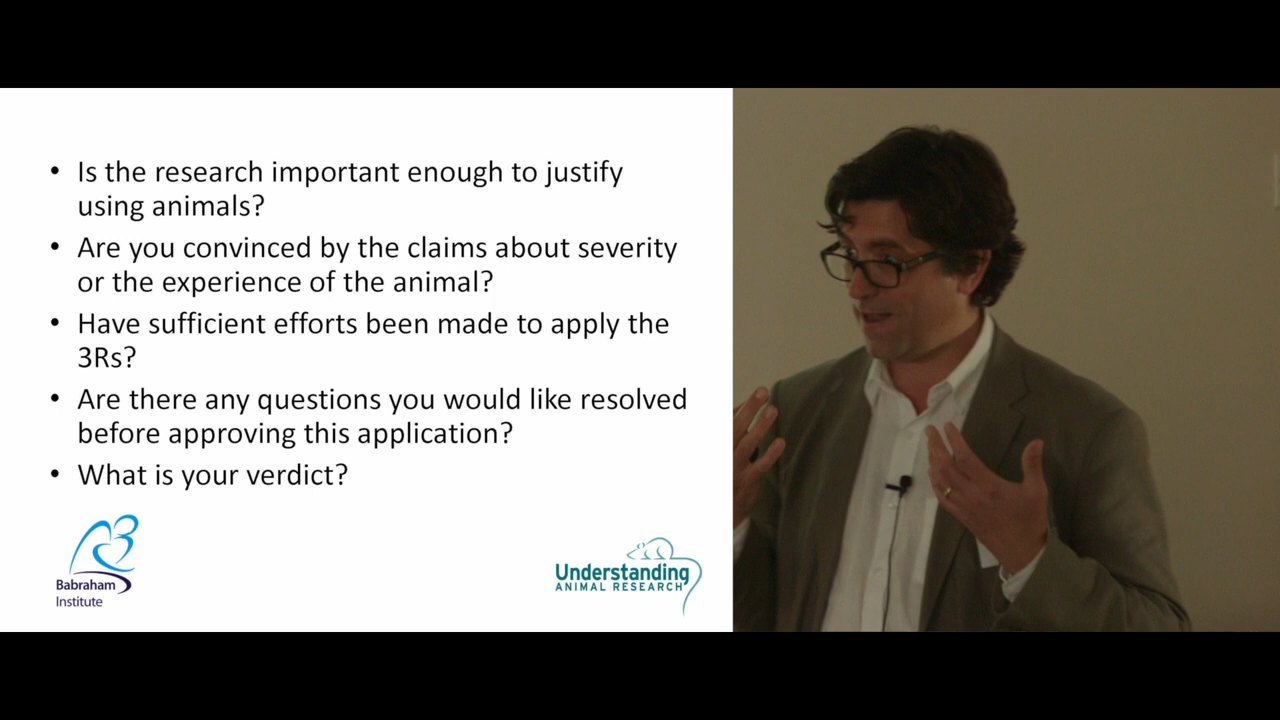 • Is the research important enough to justify
using animals?
• Are you convinced by the claims about severity
or the experience of the animal?
• Have sufficient efforts been made to apply the
3Rs?
• Are there any questions you would like resolved
before approving this application?
• What is your verdict?
Babraham
Institute
Understanding
ANIMAL RESEARCH